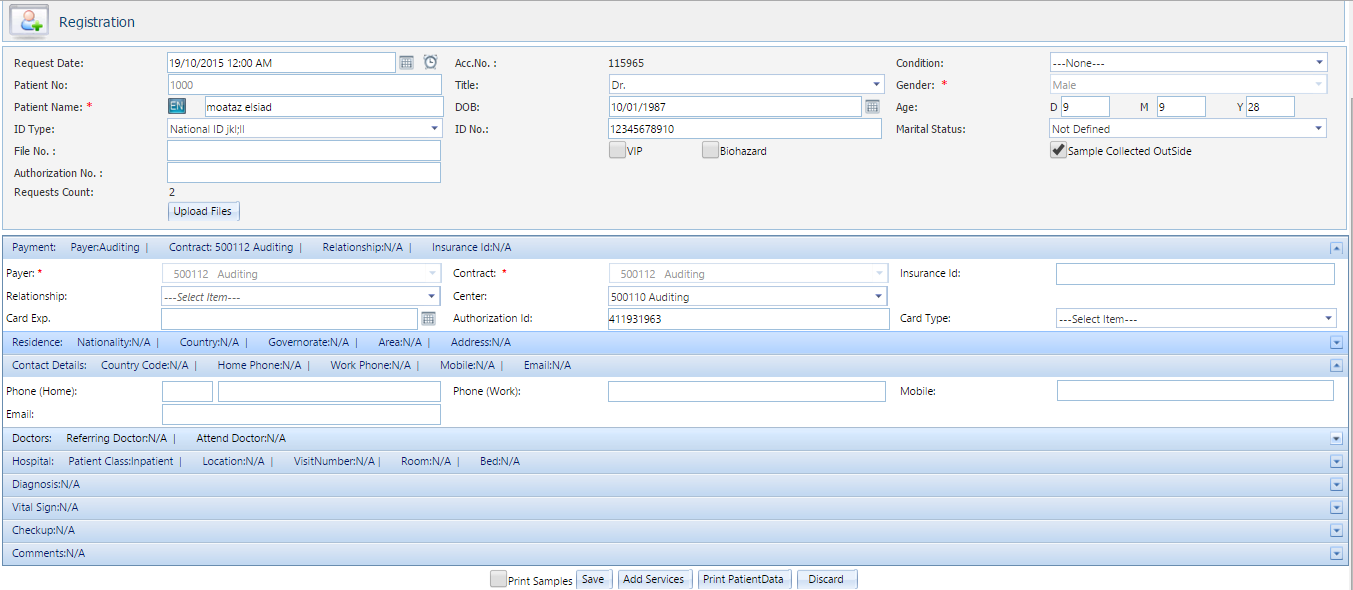 Registration
Request Date: 19/10/2015 12:00 AM Acc.No. : 115965 Condition: ---None---
Patient No: 1000 Title: Dr. Gender: * Male
Patient Name: * EN moataz elsiad DOB: 10/01/1987 Age: D 9 M 9 Y 28
ID Type: National ID jkl;ll ID No.: 12345678910 Marital Status: Not Defined
File No. : VIP Biohazard Sample Collected OutSide
Authorization No. :
Requests Count: 2
Upload Files
Payment: Payer:Auditing | Contract: 500112 Auditing | Relationship:N/A | Insurance Id:N/A
Payer: * 500112 Auditing Contract: * 500112 Auditing Insurance Id:
Relationship: ---Select Item--- Center: 500110 Auditing
Card Exp. Authorization Id: 411931963 Card Type: ---Select Item---
Residence: Nationality:N/A | Country:N/A | Governorate:N/A | Area:N/A | Address:N/A
Contact Details: Country Code:N/A | Home Phone:N/A | Work Phone:N/A | Mobile:N/A | Email:N/A
Phone (Home): Phone (Work): Mobile:
Email:
Doctors: Referring Doctor:N/A | Attend Doctor:N/A
Hospital: Patient Class:Inpatient | Location:N/A | VisitNumber:N/A | Room:N/A | Bed:N/A
Diagnosis:N/A
Vital Sign:N/A
Checkup:N/A
Comments:N/A
Print Samples Save Add Services Print PatientData Discard